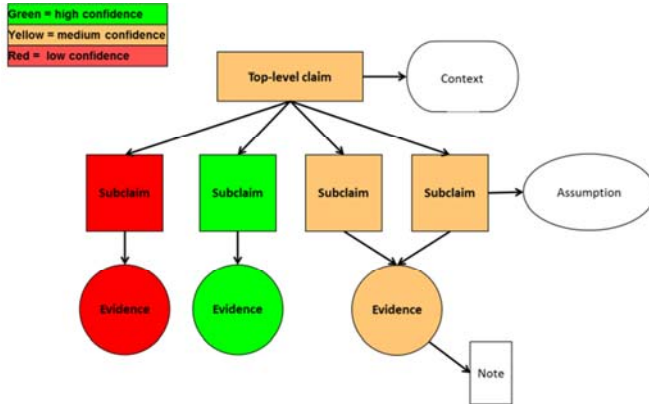 Green = high confidence
Yellow = medium confidence
Red = low confidence
Top-level claim
Context
Subclaim
Subclaim
Subclaim
Subclaim
Assumption
Evidence
Evidence
Evidence
Note